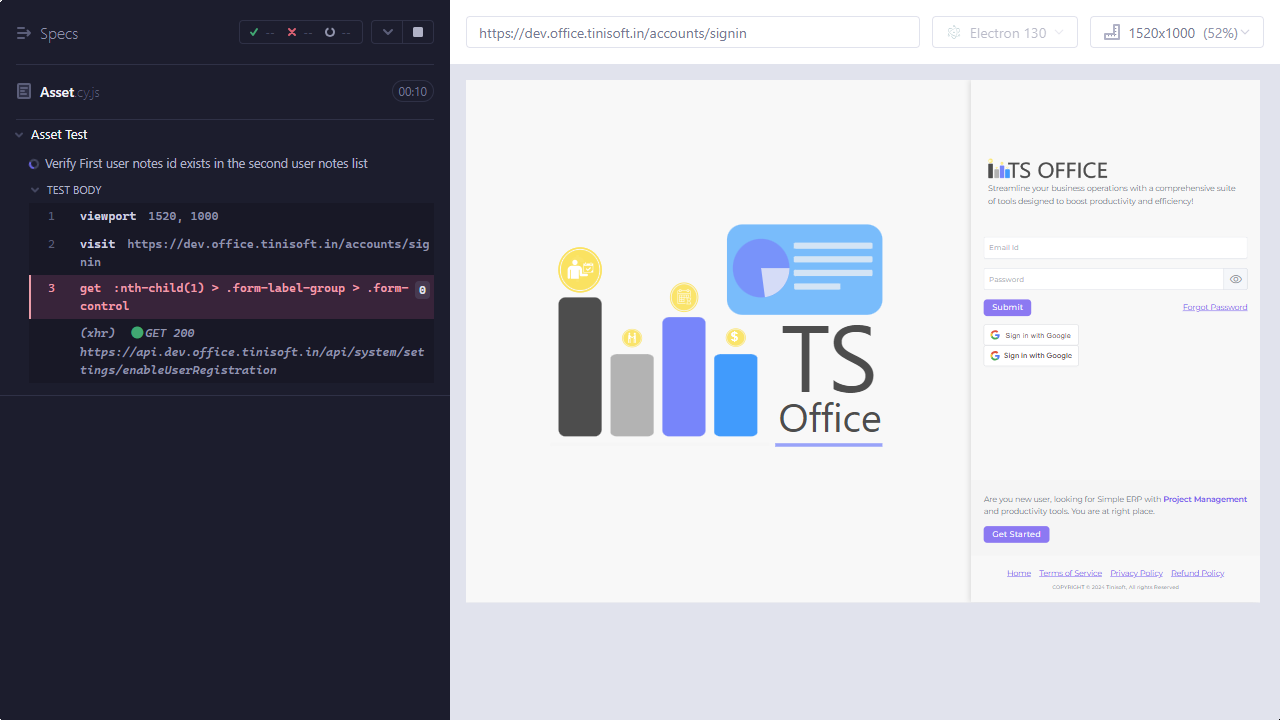 Specs
--
--
--
Asset.cy.js
00:10
Asset Test
Verify First user notes id exists in the second user notes list
TEST BODY
1 viewport 1520, 1000
2 visit https://dev.office.tinisoft.in/accounts/sig
nin
3 get :nth-child(1) > .form-label-group > .form-
control
0
(xhr) GET 200
https://api.dev.office.tinisoft.in/api/system/set
tings/enableUserRegistration
https://dev.office.tinisoft.in/accounts/signin
Electron 130
1520x1000 (52%)
TS
Office
TS OFFICE
Streamline your business operations with a comprehensive suite
of tools designed to boost productivity and efficiency!
Email Id
Password
Submit
Forgot Password
Sign in with Google
Sign in with Google
Are you new user, looking for Simple ERP with Project Management
and productivity tools. You are at right place.
Get Started
Home Terms of Service Privacy Policy Refund Policy
COPYRIGHT © 2024 Tinisoft, All rights Reserved